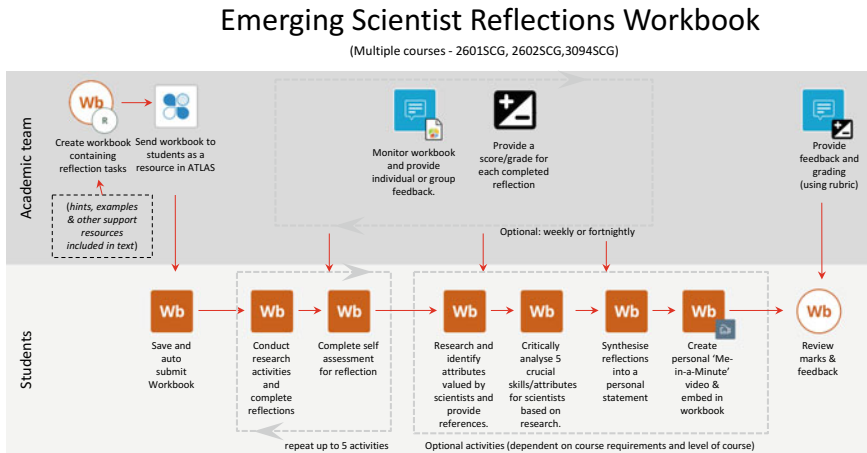 Emerging Scientist Reflections Workbook
(Multiple courses - 2601SCG, 2602SCG,3094SCG)
Academic team
Wb
R
Create workbook
containing
reflection tasks
Send workbook to
students as a
resource in ATLAS
(hints, examples
& other support
resources
included in text)
Monitor workbook
and provide
individual or group
feedback.
Provide a
score/grade for
each completed
reflection
Provide
feedback and
grading
(using rubric)
Optional: weekly or fortnightly
Students
Wb
Save and
auto
submit
Workbook
Wb
Conduct
research
activities
and
complete
reflections
Wb
Complete self
assessment
for reflection
Wb
Research and
identify
attributes
valued by
scientists and
provide
references.
Wb
Critically
analyse 5
crucial
skills/attributes
for scientists
based on
research.
Wb
Synthesise
reflections
into a
personal
statement
Wb
Create
personal ‘Me-
in-a-Minute’
video &
embed in
workbook
Wb
Review
marks &
feedback
repeat up to 5 activities
Optional activities (dependent on course requirements and level of course)